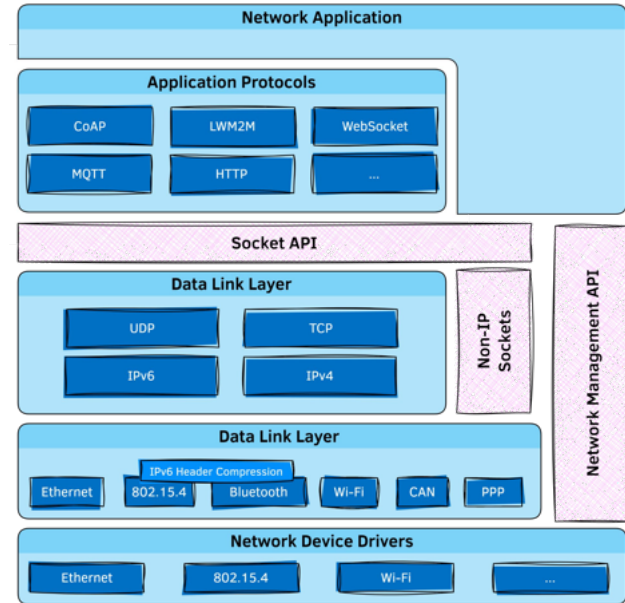 Network Application
Application Protocols
CoAP
LWM2M
WebSocket
MQTT
HTTP
...
Socket API
Data Link Layer
UDP
TCP
IPv6
IPv4
Non-IP
Sockets
Network Management API
Data Link Layer
IPv6 Header Compression
Ethernet
802.15.4
Bluetooth
Wi-Fi
CAN
PPP
Network Device Drivers
Ethernet
802.15.4
Wi-Fi
...